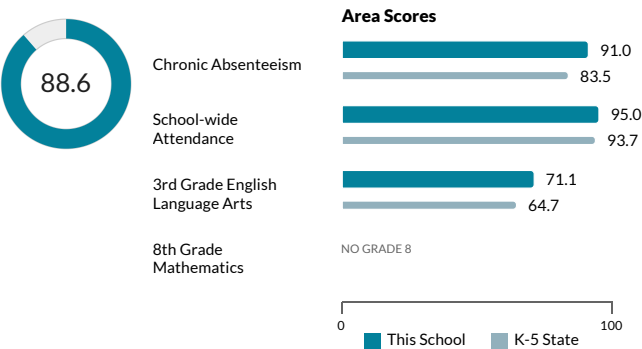 88.6
Area Scores
Chronic Absenteeism
91.0
83.5
School-wide
Attendance
95.0
93.7
3rd Grade English
Language Arts
71.1
64.7
8th Grade
Mathematics
NO GRADE 8
0
100
This School
K-5 State